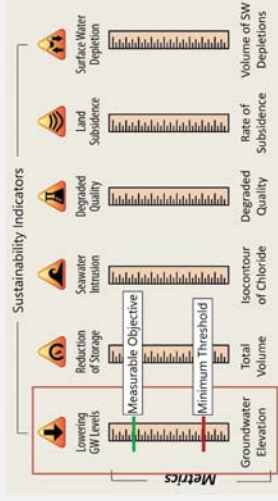 Sustainability Indicators
Lowering
GW Levels
Reduction
of Storage
Seawater
Intrusion
Degraded
Quality
Land
Subsidence
Surface Water
Depletion
Measurable Objective
Minimum Threshold
Metrics
Groundwater
Elevation
Total
Volume
Isocontour
of Chloride
Degraded
Quality
Rate of
Subsidence
Volume of SW
Depletions